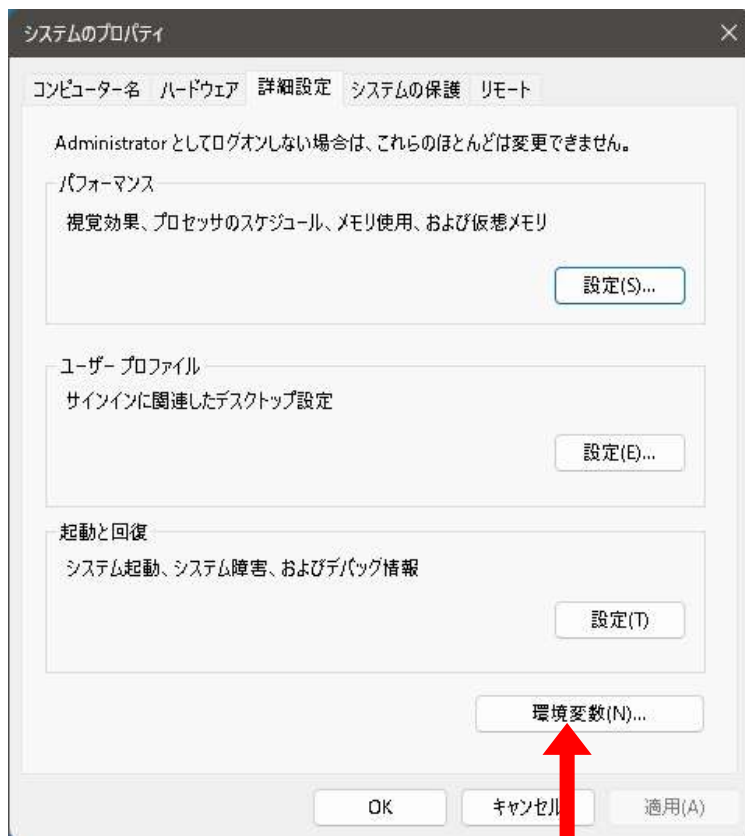 システムのプロパティ
コンピューター名 ハードウェア 詳細設定 システムの保護 リモート
Administrator としてログオンしない場合は、これらのほとんどは変更できません。
パフォーマンス
視覚効果、プロセッサのスケジュール、メモリ使用、および仮想メモリ
設定(S)...
ユーザー プロファイル
サインインに関連したデスクトップ設定
設定(E)...
起動と回復
システム起動、システム障害、およびデバッグ情報
設定(T)
環境変数(N)...
OK キャンセル 適用(A)